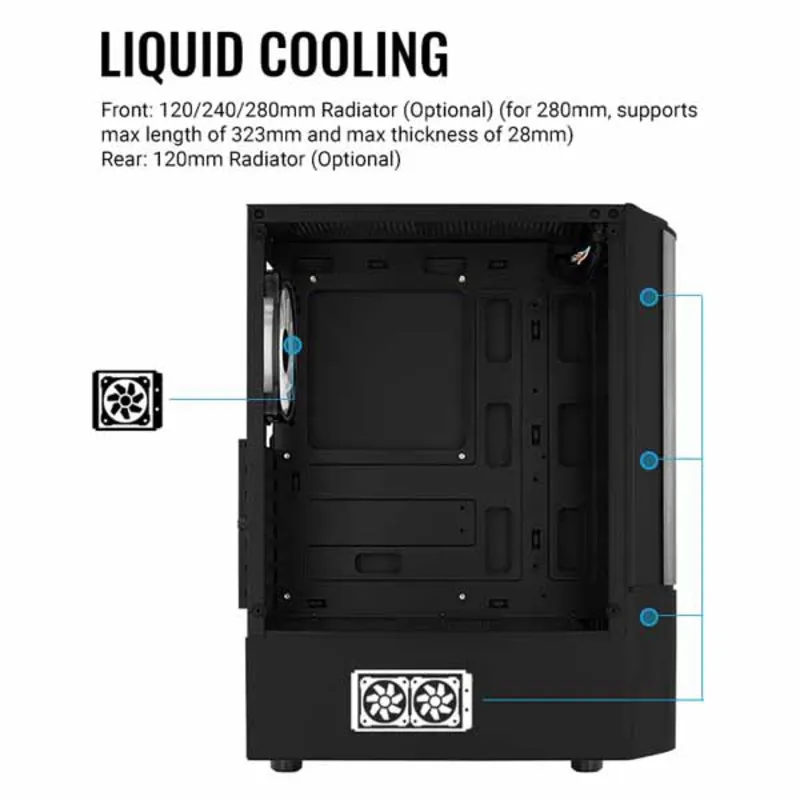 LIQUID COOLING
Front: 120/240/280mm Radiator (Optional) (for 280mm, supports
max length of 323mm and max thickness of 28mm)
Rear: 120mm Radiator (Optional)